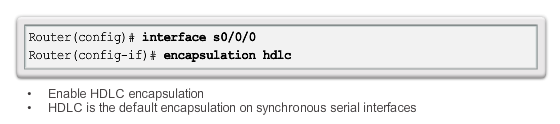 Router(config)# interface s0/0/0
Router(config-if)# encapsulation hdlc
• Enable HDLC encapsulation
• HDLC is the default encapsulation on synchronous serial interfaces